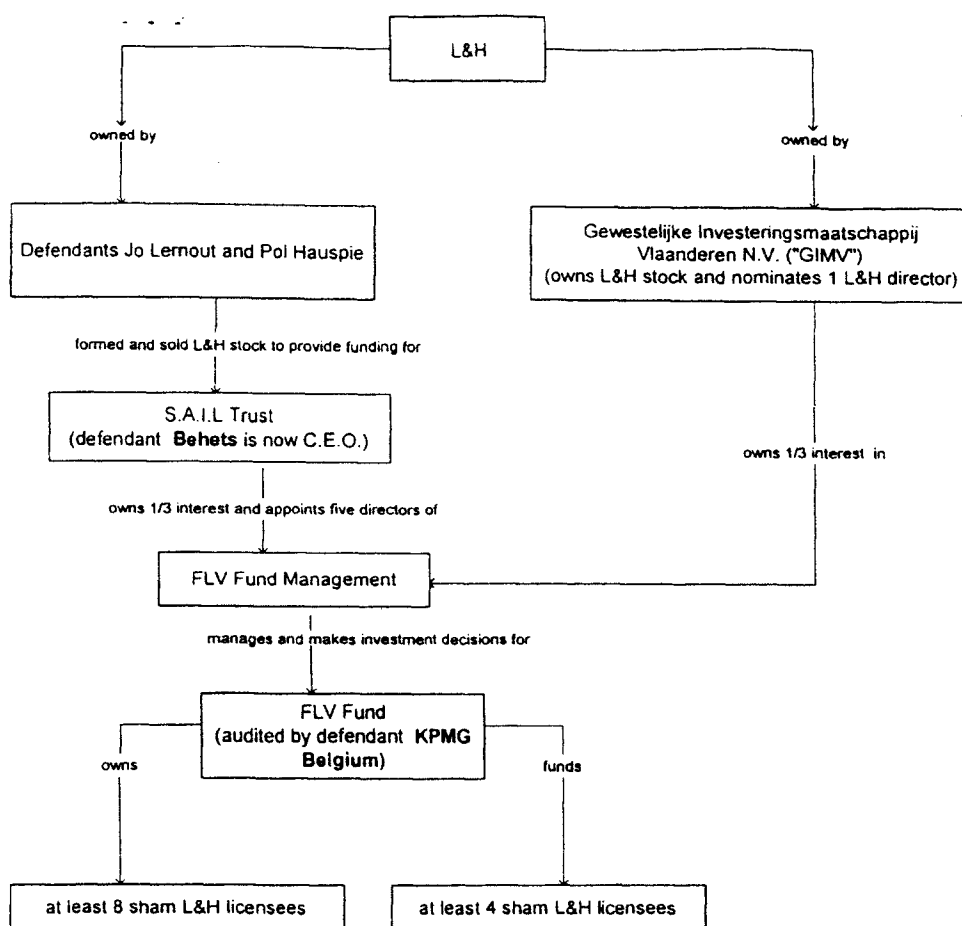 L&H
owned by
owned by
Defendants Jo Lernout and Pol Hauspie
Gewestelijke Investeringsmaatschappij
Vlaanderen N.V. ("GIMV")
(owns L&H stock and nominates 1 L&H director)
formed and sold L&H stock to provide funding for
S.A.I.L Trust
(defendant Behets is now C.E.O.)
owns 1/3 interest in
owns 1/3 interest and appoints five directors of
FLV Fund Management
manages and makes investment decisions for
FLV Fund
(audited by defendant KPMG
Belgium)
owns
funds
at least 8 sham L&H licensees
at least 4 sham L&H licensees